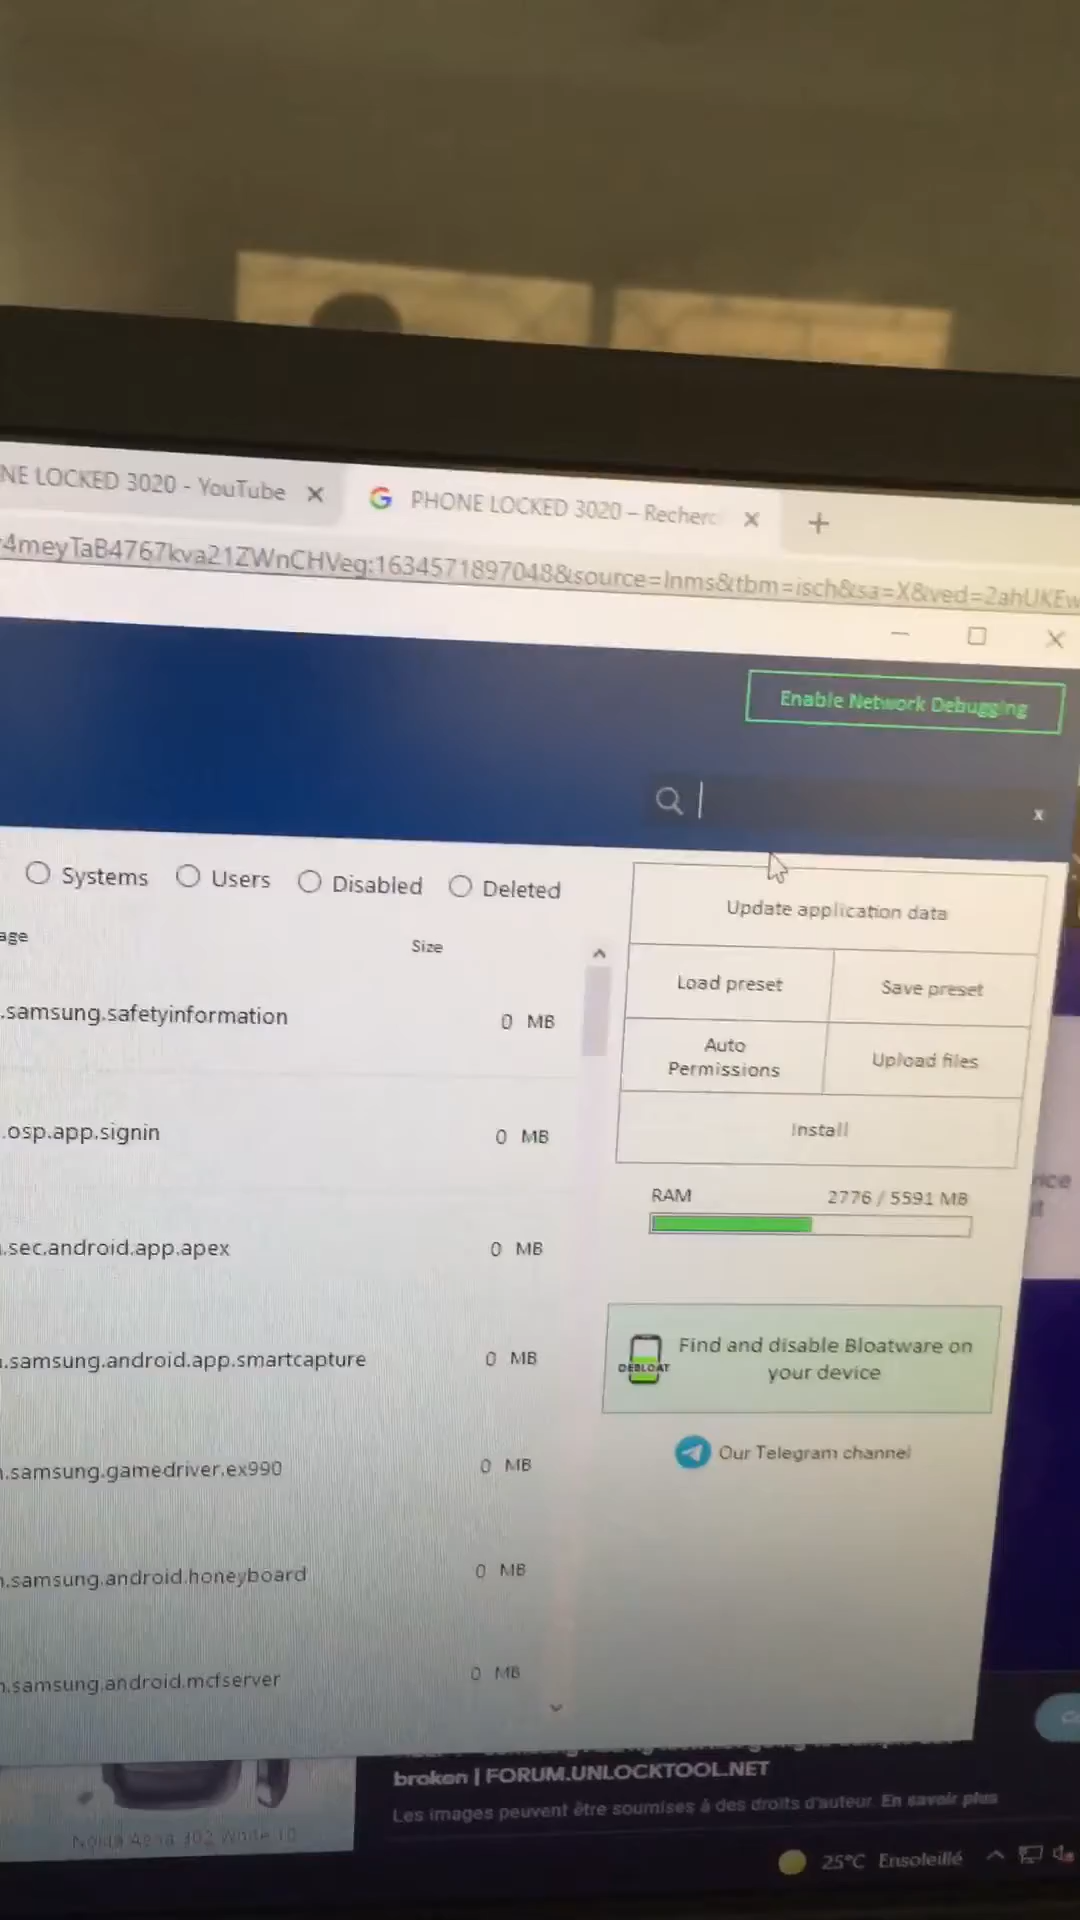 NE LOCKED 3020 - YouTube
PHONE LOCKED 3020 – Recherc
4meyTaB4767kva21ZWnCHVeg:1634571897048&source=lnms&tbm=isch&sa=X&ved=2ahUKEw
Enable Network Debugging
x
Systems
Users
Disabled
Deleted
age
Size
.samsung.safetyinformation
0 MB
.osp.app.signin
0 MB
.sec.android.app.apex
0 MB
.samsung.android.app.smartcapture
0 MB
.samsung.gamedriver.ex990
0 MB
.samsung.android.honeyboard
0 MB
.samsung.android.mcfserver
0 MB
Update application data
Load preset
Save preset
Auto
Permissions
Upload files
Install
RAM
2776 / 5591 MB
DEBLOAT
Find and disable Bloatware on
your device
Our Telegram channel
broken | FORUM.UNLOCKTOOL.NET
Les images peuvent être soumises à des droits d'auteur. En savoir plus
25°C Ensoleillé